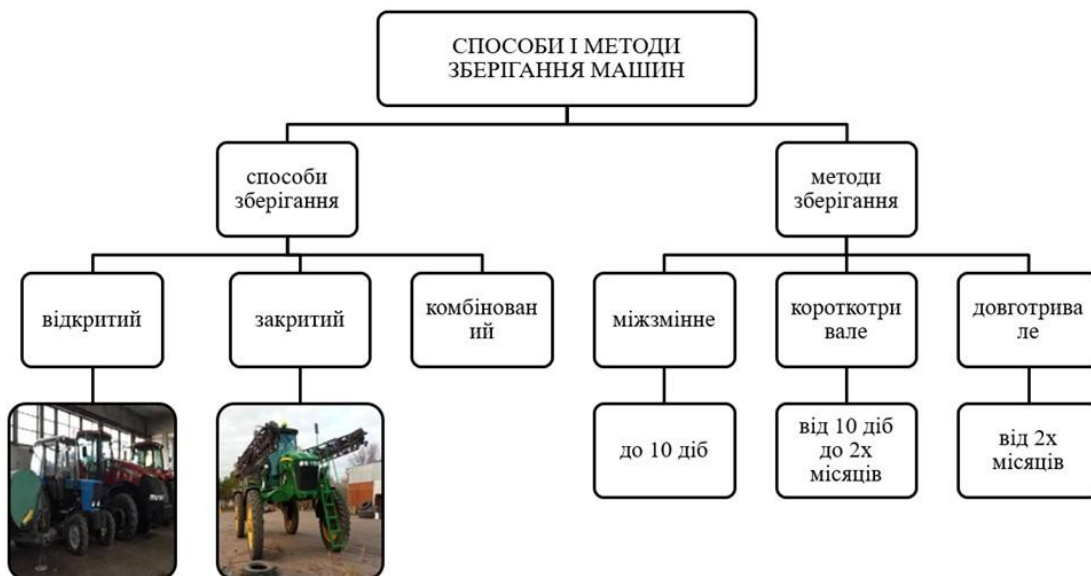 СПОСОБИ І МЕТОДИ
ЗБЕРІГАННЯ МАШИН
способи
зберігання
методи
зберігання
відкритий
закритий
комбінован
ий
міжзмінне
короткотри
вале
довготрива
ле
до 10 діб
від 10 діб
до 2х
місяців
від 2х
місяців